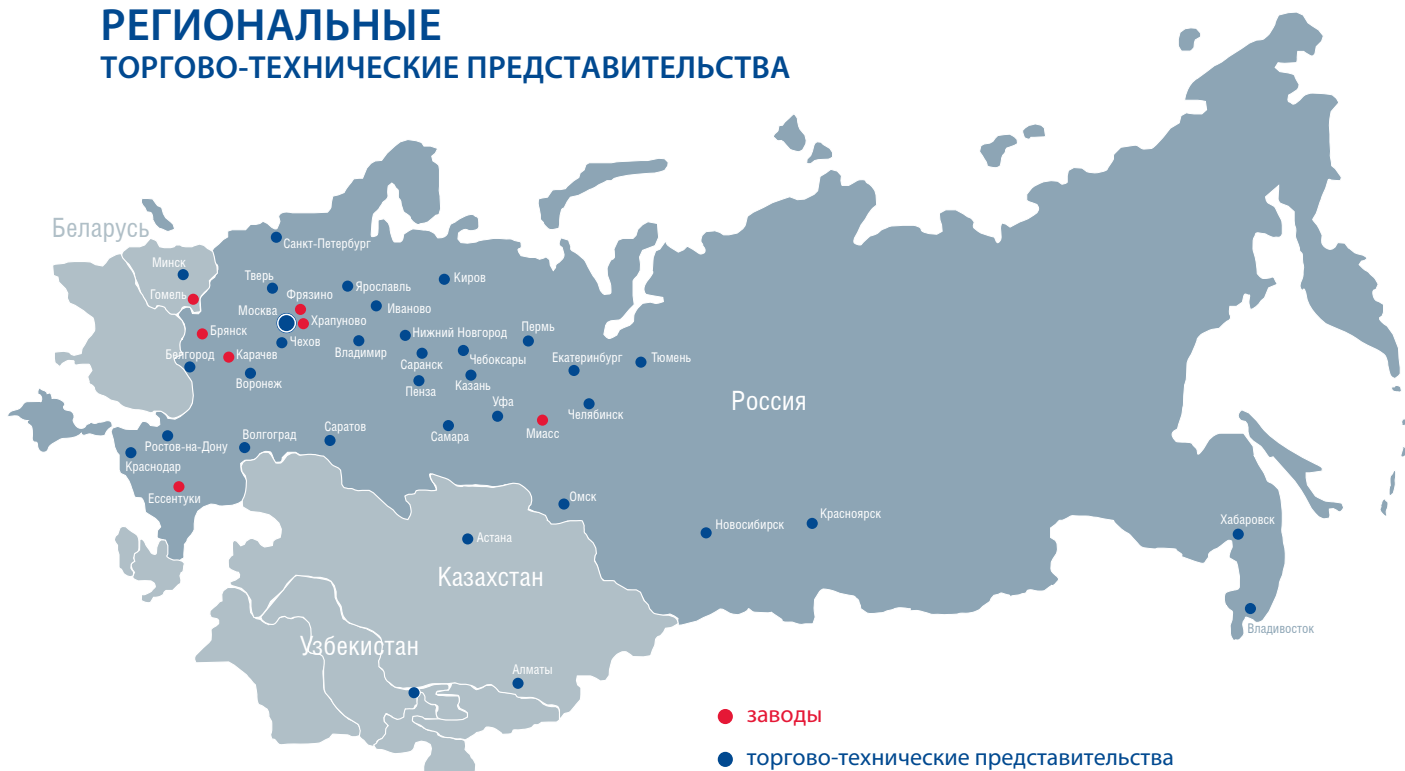 РЕГИОНАЛЬНЫЕ
ТОРГОВО-ТЕХНИЧЕСКИЕ ПРЕДСТАВИТЕЛЬСТВА
Беларусь
Минск
Гомель
Санкт-Петербург
Тверь
Фрязино
Ярославль
Киров
Москва
Храпуново
Иваново
Брянск
Чехов
Владимир
Нижний Новгород
Пермь
Белгород
Карачев
Воронеж
Саранск
Чебоксары
Екатеринбург
Тюмень
Пенза
Казань
Уфа
Челябинск
Россия
Ростов-на-Дону
Волгоград
Саратов
Самара
Миасс
Краснодар
Ессентуки
Омск
Новосибирск
Красноярск
Хабаровск
Астана
Казахстан
Владивосток
Узбекистан
Алматы
заводы
торгово-технические представительства